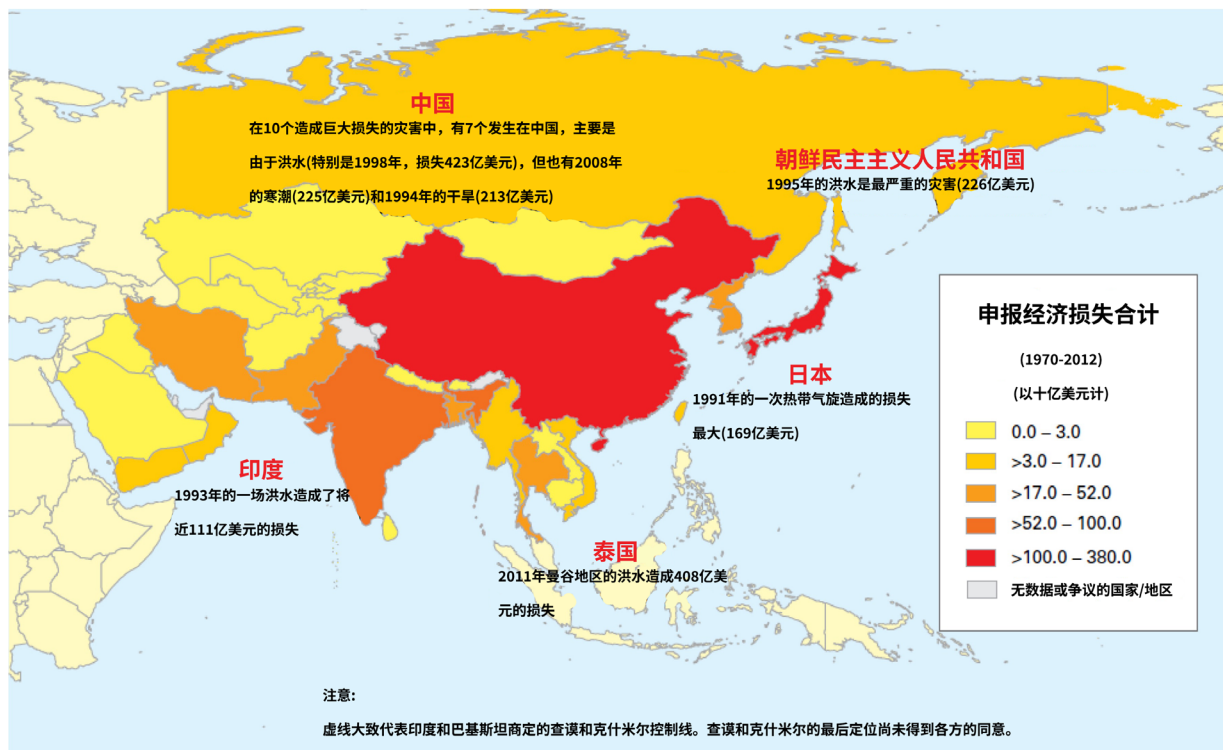 中国
在10个造成巨大损失的灾害中，有7个发生在中国，主要是
由于洪水(特别是1998年，损失423亿美元)，但也有2008年
的寒潮(225亿美元)和1994年的干旱(213亿美元)
朝鲜民主主义人民共和国
1995年的洪水是最严重的灾害(226亿美元)
日本
1991年的一次热带气旋造成的损失
最大(169亿美元)
印度
1993年的一场洪水造成了将
近111亿美元的损失
泰国
2011年曼谷地区的洪水造成408亿美
元的损失
申报经济损失合计
(1970-2012)
(以十亿美元计)
0.0 – 3.0
>3.0 – 17.0
>17.0 – 52.0
>52.0 – 100.0
>100.0 – 380.0
无数据或争议的国家/地区
注意:
虚线大致代表印度和巴基斯坦商定的查谟和克什米尔控制线。查谟和克什米尔的最后定位尚未得到各方的同意。